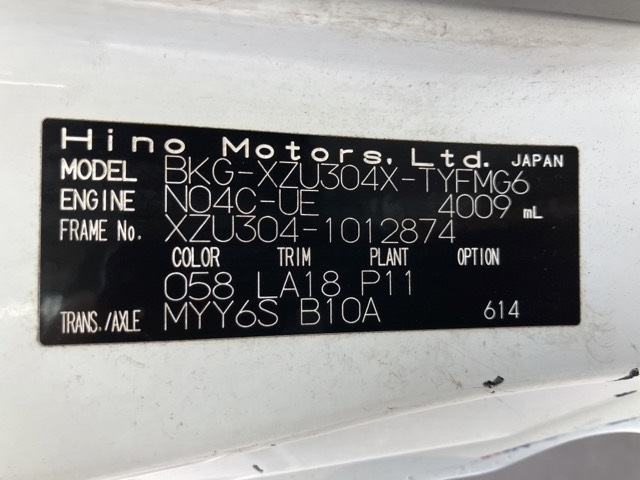 Hino Motors, Ltd. JAPAN
MODEL BKG-XZU304X-TYFMG6
ENGINE N04C-UE 4009 mL
FRAME No. XZU304-1012874
COLOR TRIM PLANT OPTION
058 LA18 P11
TRANS./AXLE MYY6S B10A 614